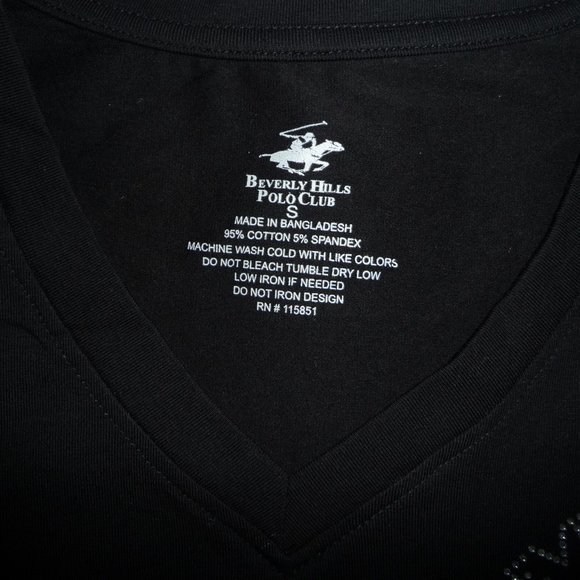 BEVERLY HILLS
POLO CLUB
S
MADE IN BANGLADESH
95% COTTON 5% SPANDEX
MACHINE WASH COLD WITH LIKE COLORS
DO NOT BLEACH TUMBLE DRY LOW
LOW IRON IF NEEDED
DO NOT IRON DESIGN
RN # 115851